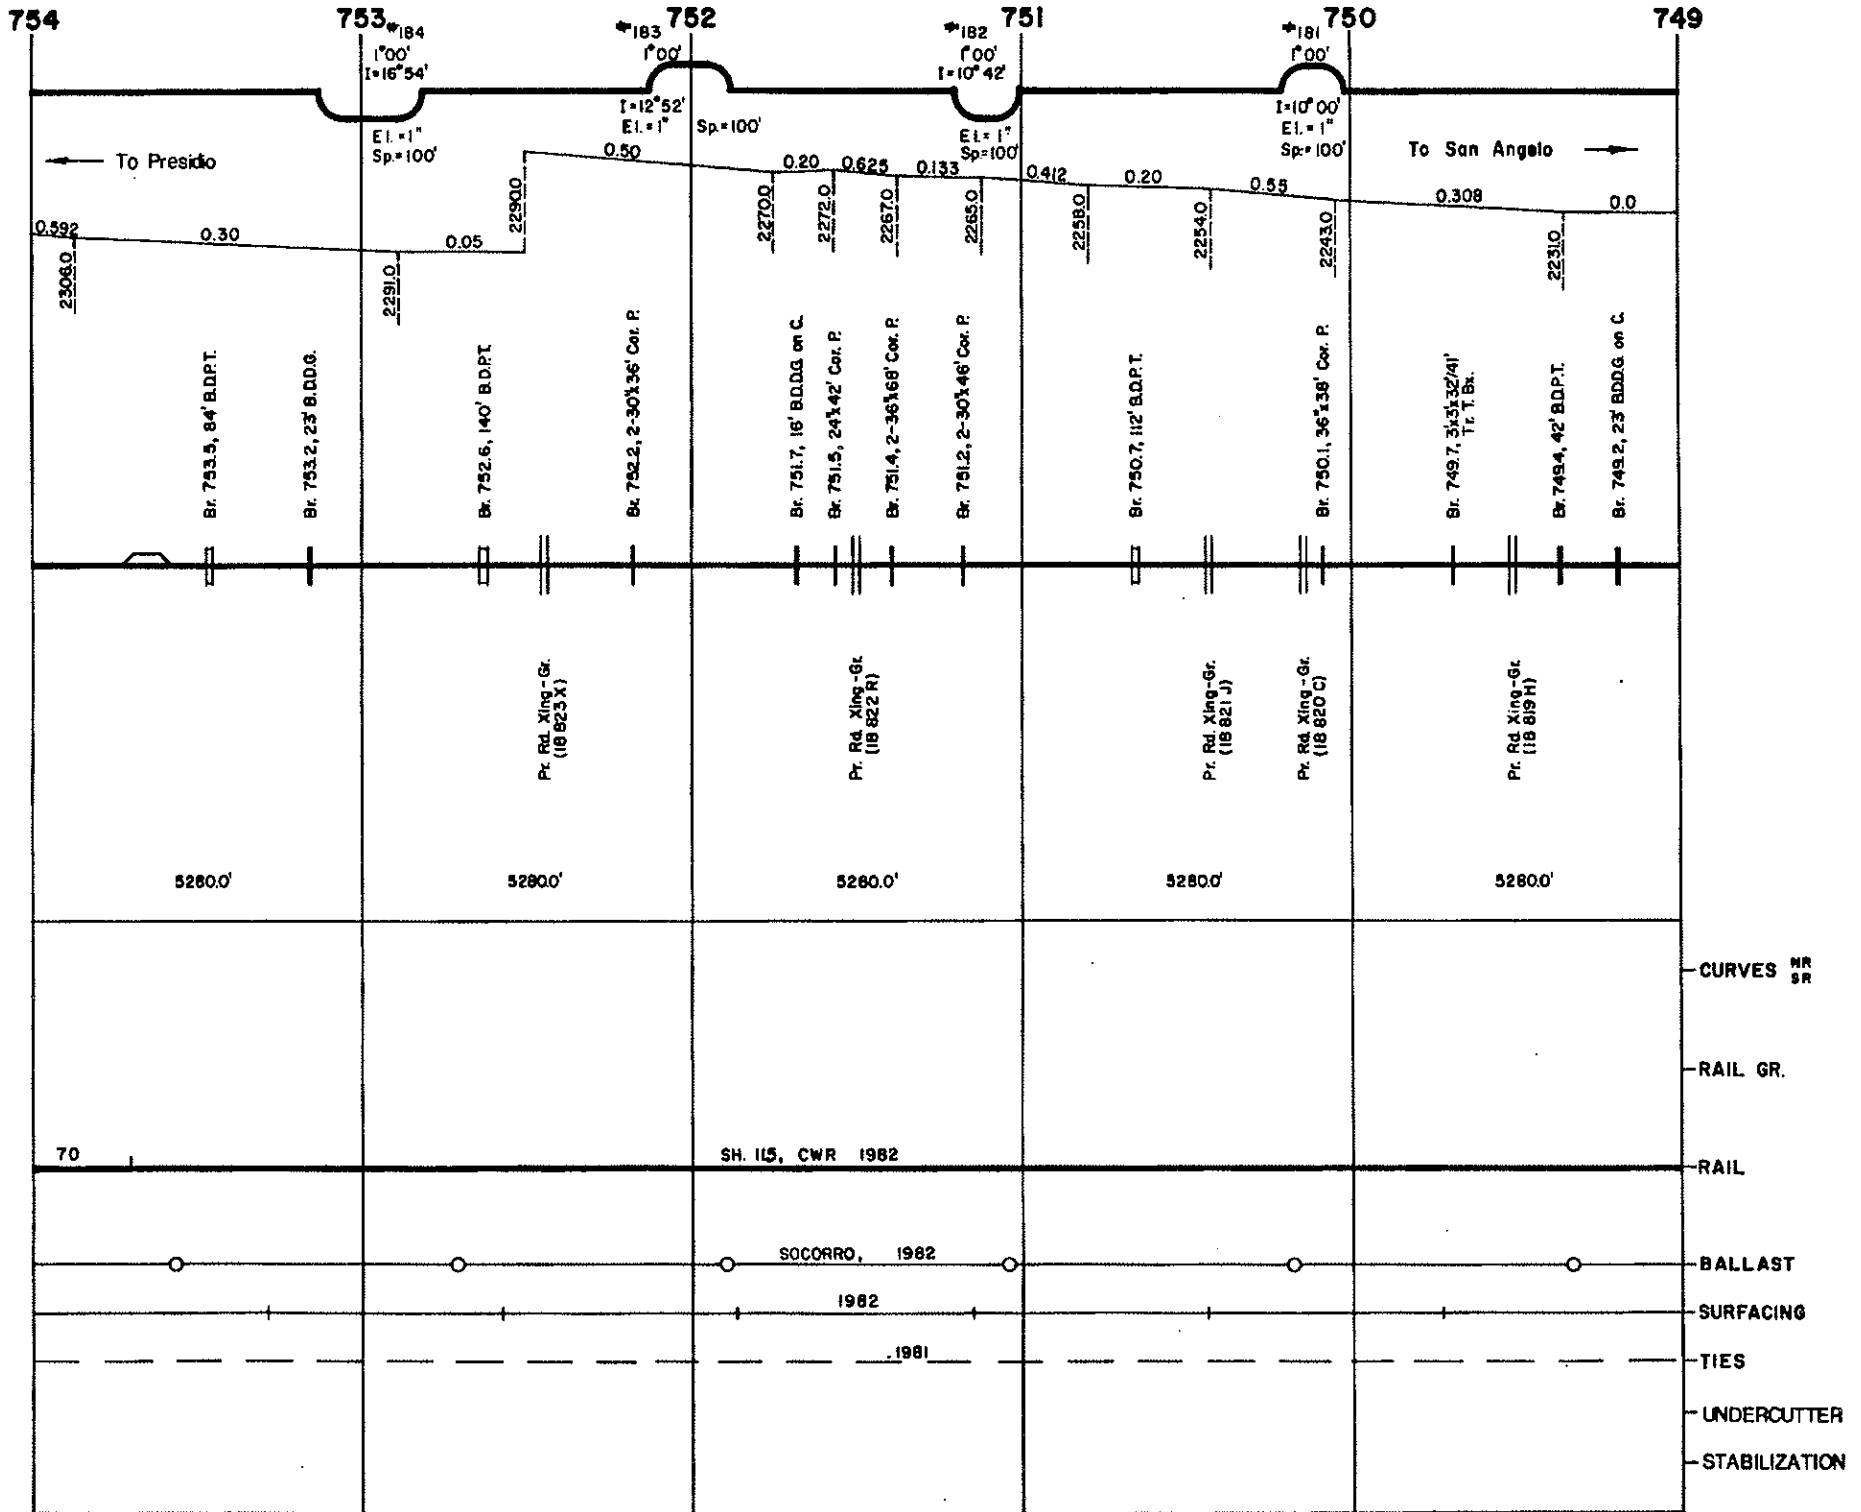 754
753
752
751
750
749
#184
1°00'
I=16°54'
#183
1°00'
#182
1°00'
I=10°42'
#181
1°00'
I=12°52'
El.=1"
Sp.=100'
El.=1"
Sp.=100'
El.=1"
Sp=100'
I=10°00'
El.=1"
Sp=100'
To Presidio
To San Angelo
0.592
0.30
0.05
0.50
0.20
0.625
0.133
0.412
0.20
0.55
0.308
0.0
2306.0
2291.0
2290.0
2270.0
2272.0
2267.0
2265.0
2258.0
2254.0
2243.0
2231.0
Br. 753.5, 84' B.D.P.T.
Br. 753.2, 23' B.D.D.G.
Br. 752.6, 140' B.D.P.T.
Br. 752.2, 2-30"x36' Cor. P.
Br. 751.7, 16' B.D.D.G. on C.
Br. 751.5, 24"x42' Cor. P.
Br. 751.4, 2-36"x68' Cor. P.
Br. 751.2, 2-30"x46' Cor. P.
Br. 750.7, 112' B.D.P.T.
Br. 750.1, 36"x38' Cor. P.
Br. 749.7, 3'x3'x32'/41'
Tr. T. Bx.
Br. 749.4, 42' B.D.P.T.
Br. 749.2, 23' B.D.D.G. on C.
Pr. Rd. Xing-Gr.
(18 823 X)
Pr. Rd. Xing-Gr.
(18 822 R)
Pr. Rd. Xing-Gr.
(18 821 J)
Pr. Rd. Xing-Gr.
(18 820 C)
Pr. Rd. Xing-Gr.
(18 819 H)
5280.0'
5280.0'
5280.0'
5280.0'
5280.0'
CURVES NR
SR
RAIL GR.
70
SH. 115, CWR 1982
RAIL
SOCORRO, 1982
BALLAST
1982
SURFACING
1981
TIES
UNDERCUTTER
STABILIZATION